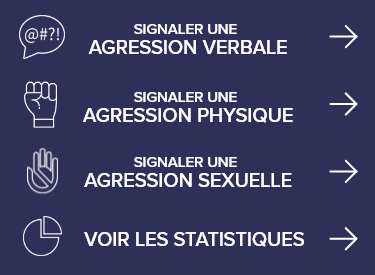 @#?!
SIGNALER UNE
AGRESSION VERBALE
SIGNALER UNE
AGRESSION PHYSIQUE
SIGNALER UNE
AGRESSION SEXUELLE
VOIR LES STATISTIQUES